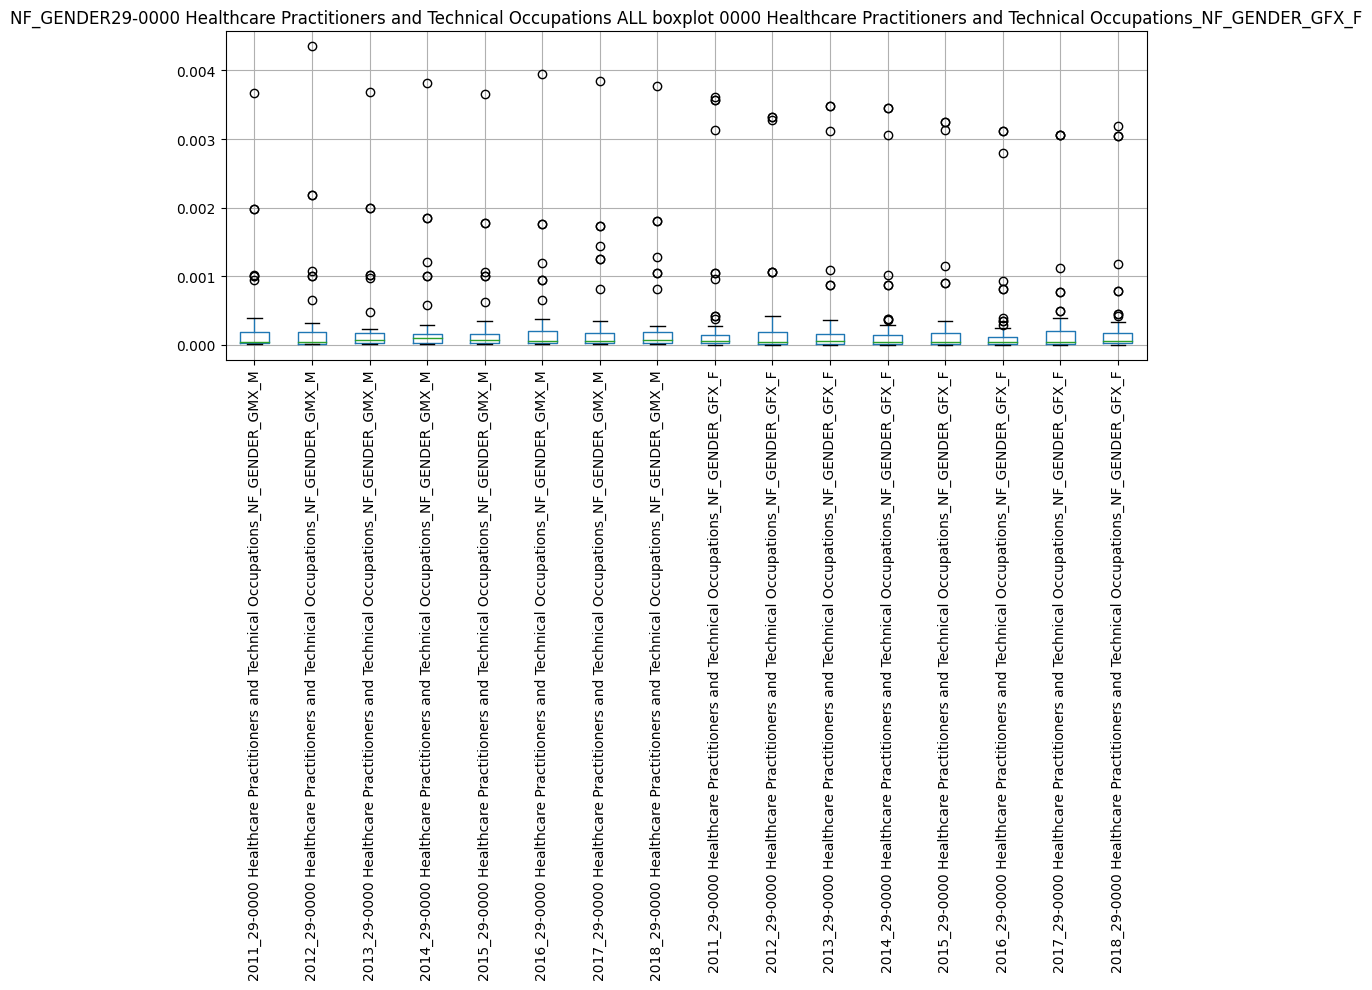 NF_GENDER29-0000 Healthcare Practitioners and Technical Occupations ALL boxplot 0000 Healthcare Practitioners and Technical Occupations_NF_GENDER_GFX_F
0.004
0.003
0.002
0.001
0.000
2011_29-0000 Healthcare Practitioners and Technical Occupations_NF_GENDER_GMX_M
2012_29-0000 Healthcare Practitioners and Technical Occupations_NF_GENDER_GMX_M
2013_29-0000 Healthcare Practitioners and Technical Occupations_NF_GENDER_GMX_M
2014_29-0000 Healthcare Practitioners and Technical Occupations_NF_GENDER_GMX_M
2015_29-0000 Healthcare Practitioners and Technical Occupations_NF_GENDER_GMX_M
2016_29-0000 Healthcare Practitioners and Technical Occupations_NF_GENDER_GMX_M
2017_29-0000 Healthcare Practitioners and Technical Occupations_NF_GENDER_GMX_M
2018_29-0000 Healthcare Practitioners and Technical Occupations_NF_GENDER_GMX_M
2011_29-0000 Healthcare Practitioners and Technical Occupations_NF_GENDER_GFX_F
2012_29-0000 Healthcare Practitioners and Technical Occupations_NF_GENDER_GFX_F
2013_29-0000 Healthcare Practitioners and Technical Occupations_NF_GENDER_GFX_F
2014_29-0000 Healthcare Practitioners and Technical Occupations_NF_GENDER_GFX_F
2015_29-0000 Healthcare Practitioners and Technical Occupations_NF_GENDER_GFX_F
2016_29-0000 Healthcare Practitioners and Technical Occupations_NF_GENDER_GFX_F
2017_29-0000 Healthcare Practitioners and Technical Occupations_NF_GENDER_GFX_F
2018_29-0000 Healthcare Practitioners and Technical Occupations_NF_GENDER_GFX_F